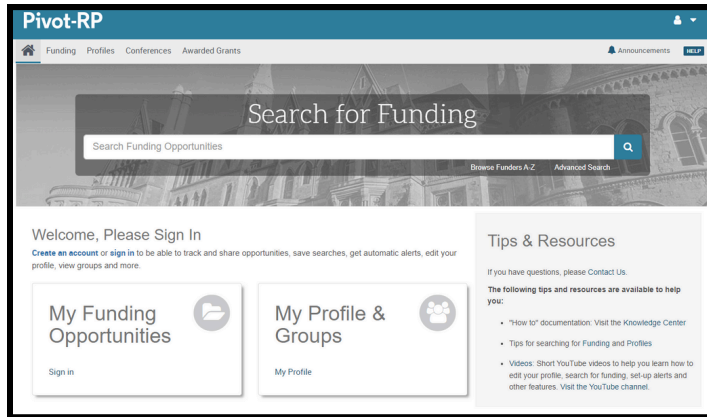 Pivot-RP
Funding Profiles Conferences Awarded Grants
Announcements HELP
Search for Funding
Search Funding Opportunities
Browse Funders A-Z Advanced Search
Welcome, Please Sign In
Create an account or sign in to be able to track and share opportunities, save searches, get automatic alerts, edit your
profile, view groups and more.
My Funding
Opportunities
Sign in
My Profile &
Groups
My Profile
Tips & Resources
If you have questions, please Contact Us.
The following tips and resources are available to help
you:
• "How to" documentation: Visit the Knowledge Center
• Tips for searching for Funding and Profiles
• Videos: Short YouTube videos to help you learn how to
edit your profile, search for funding, set-up alerts and
other features. Visit the YouTube channel.